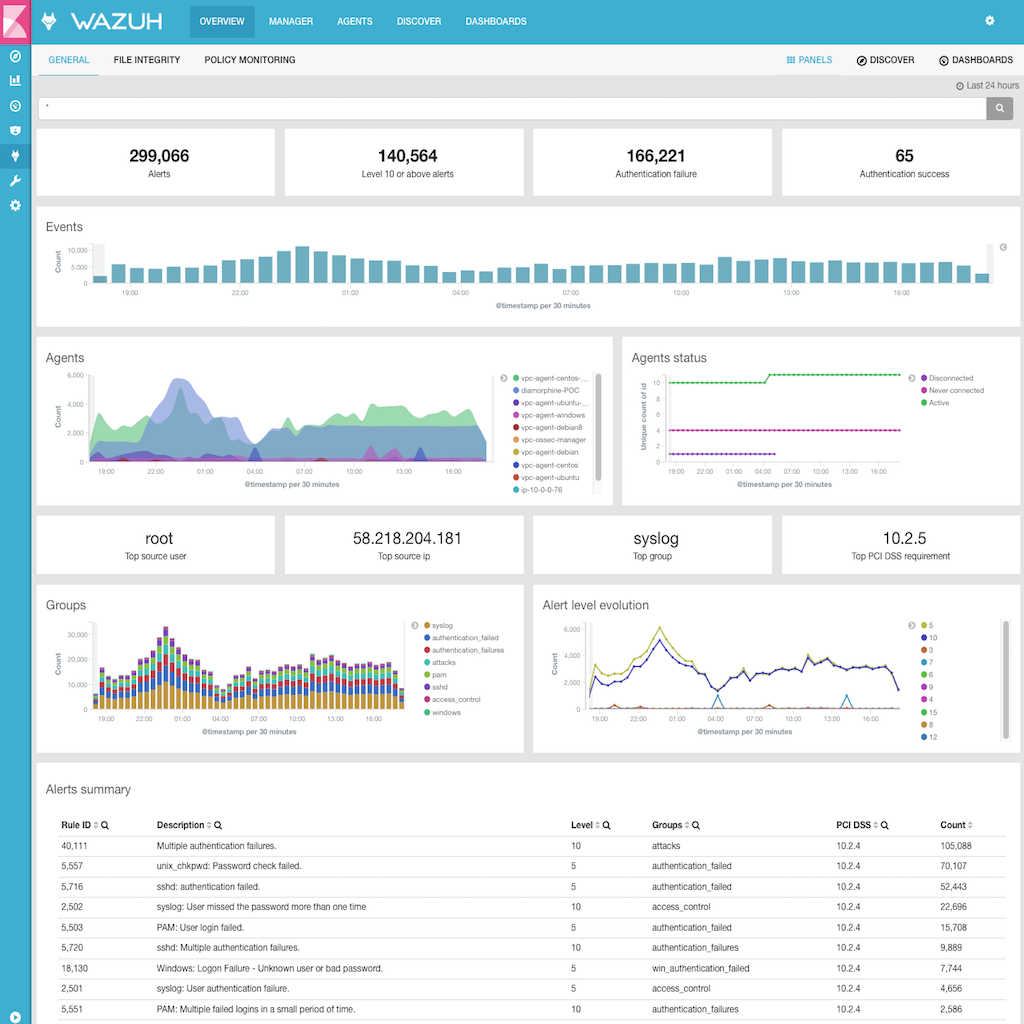 WAZUH OVERVIEW MANAGER AGENTS DISCOVER DASHBOARDS
GENERAL FILE INTEGRITY POLICY MONITORING PANELS DISCOVER DASHBOARDS
Last 24 hours
*
299,066 140,564 166,221 65
Alerts Level 10 or above alerts Authentication failure Authentication success
Events
Count
10,000
5,000
0
19:00 22:00 01:00 04:00 07:00 10:00 13:00 16:00
@timestamp per 30 minutes
Agents
Count
6,000
4,000
2,000
0
19:00 22:00 01:00 04:00 07:00 10:00 13:00 16:00
@timestamp per 30 minutes
vpc-agent-centos-...
diamorphine-POC
vpc-agent-ubuntu-...
vpc-agent-windows
vpc-agent-debian8
vpc-ossec-manager
vpc-agent-debian
vpc-agent-centos
vpc-agent-ubuntu
ip-10-0-0-76
Agents status
Unique count of id
10
8
6
4
2
0
19:00 22:00 01:00 04:00 07:00 10:00 13:00 16:00
@timestamp per 30 minutes
Disconnected
Never connected
Active
root 58.218.204.181 syslog 10.2.5
Top source user Top source ip Top group Top PCI DSS requirement
Groups
Count
30,000
20,000
10,000
0
19:00 22:00 01:00 04:00 07:00 10:00 13:00 16:00
@timestamp per 30 minutes
syslog
authentication_failed
authentication_failures
attacks
pam
sshd
access_control
windows
Alert level evolution
Count
6,000
4,000
2,000
0
19:00 22:00 01:00 04:00 07:00 10:00 13:00 16:00
@timestamp per 30 minutes
5
10
3
7
6
9
4
15
8
12
Alerts summary
Rule ID Description Level Groups PCI DSS Count
40,111 Multiple authentication failures. 10 attacks 10.2.4 105,088
5,557 unix_chkpwd: Password check failed. 5 authentication_failed 10.2.4 70,107
5,716 sshd: authentication failed. 5 authentication_failed 10.2.4 52,443
2,502 syslog: User missed the password more than one time 10 access_control 10.2.4 22,696
5,503 PAM: User login failed. 5 authentication_failed 10.2.4 15,708
5,720 sshd: Multiple authentication failures. 10 authentication_failures 10.2.4 9,889
18,130 Windows: Logon Failure - Unknown user or bad password. 5 win_authentication_failed 10.2.4 7,744
2,501 syslog: User authentication failure. 5 access_control 10.2.4 4,656
5,551 PAM: Multiple failed logins in a small period of time. 10 authentication_failures 10.2.4 2,586